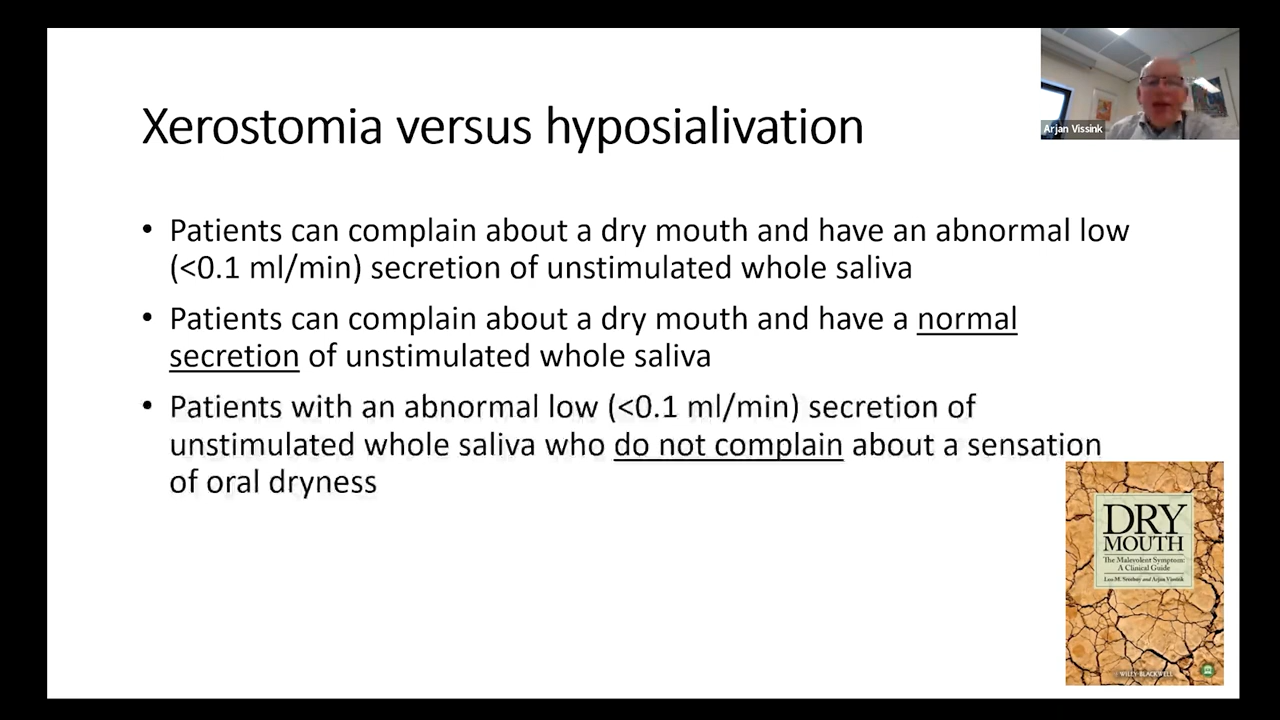 Xerostomia versus hyposialivation
Arjan Vissink
• Patients can complain about a dry mouth and have an abnormal low
(<0.1 ml/min) secretion of unstimulated whole saliva
• Patients can complain about a dry mouth and have a normal
secretion of unstimulated whole saliva
• Patients with an abnormal low (<0.1 ml/min) secretion of
unstimulated whole saliva who do not complain about a sensation
of oral dryness
DRY
MOUTH
The Malevolent Symptom:
A Clinical Guide
and Arjan Vissink
WILEY-BLACKWELL